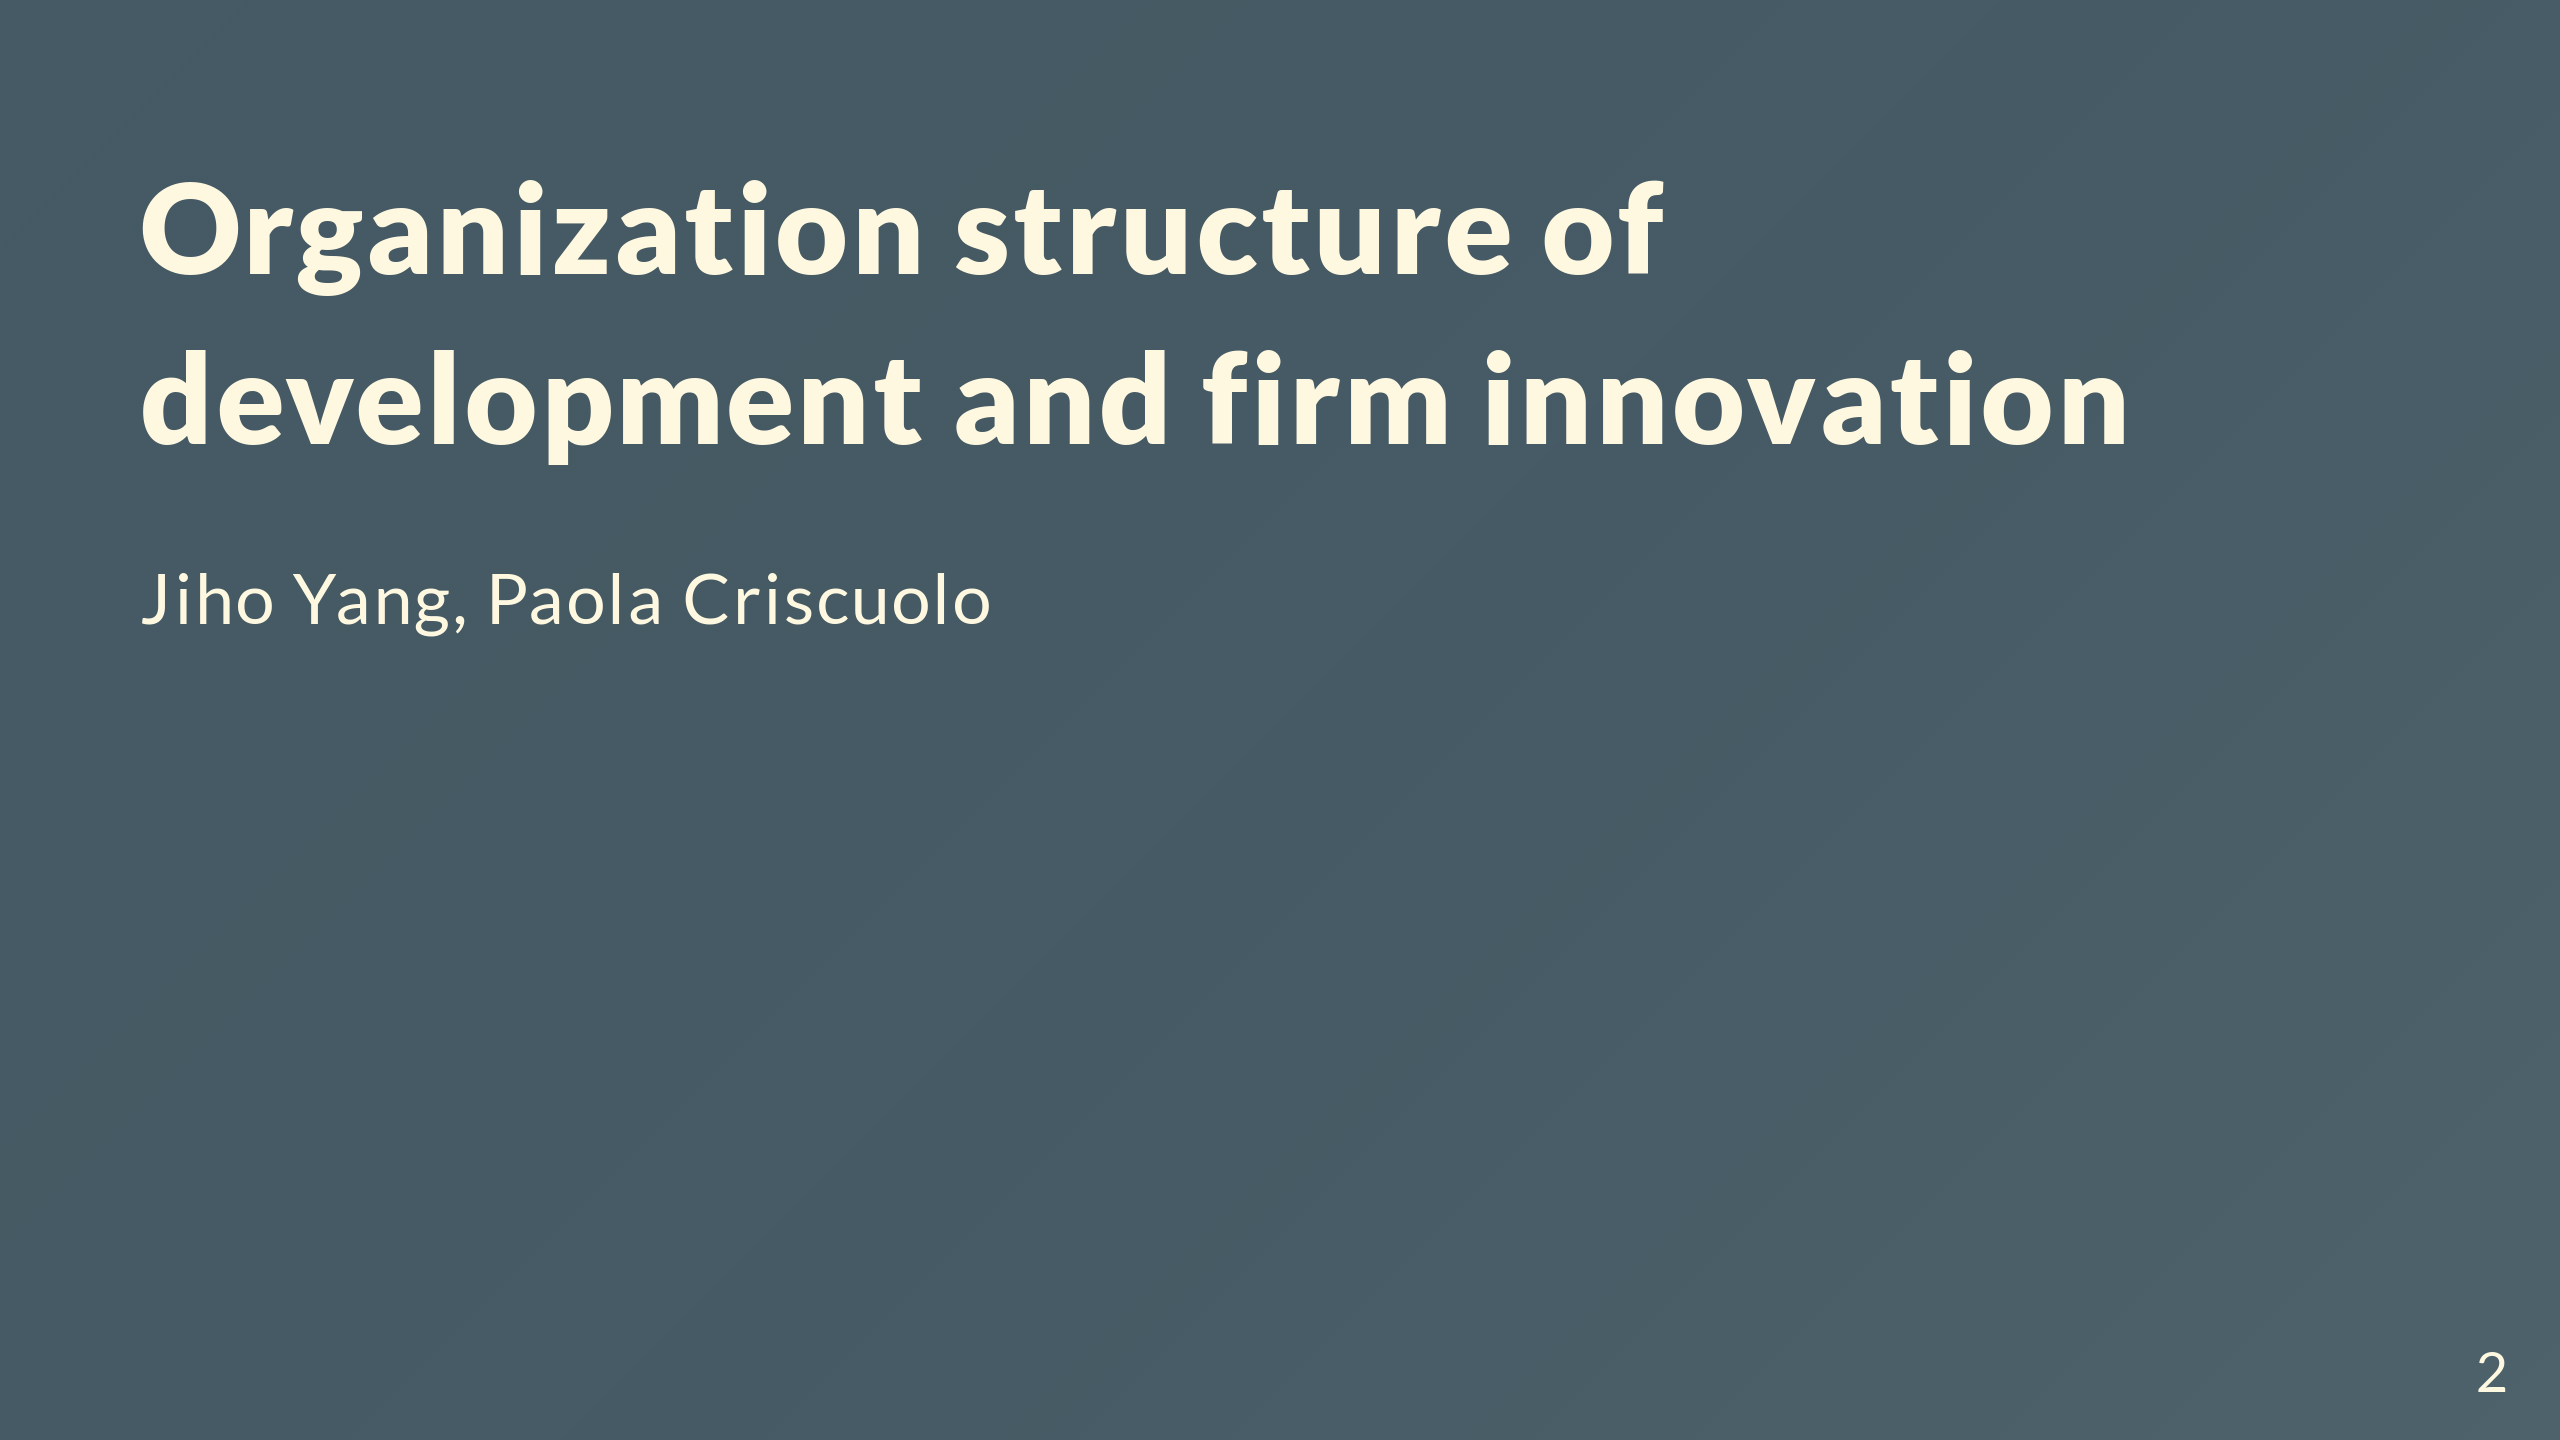 Organization structure of
development and firm innovation
Jiho Yang, Paola Criscuolo
2